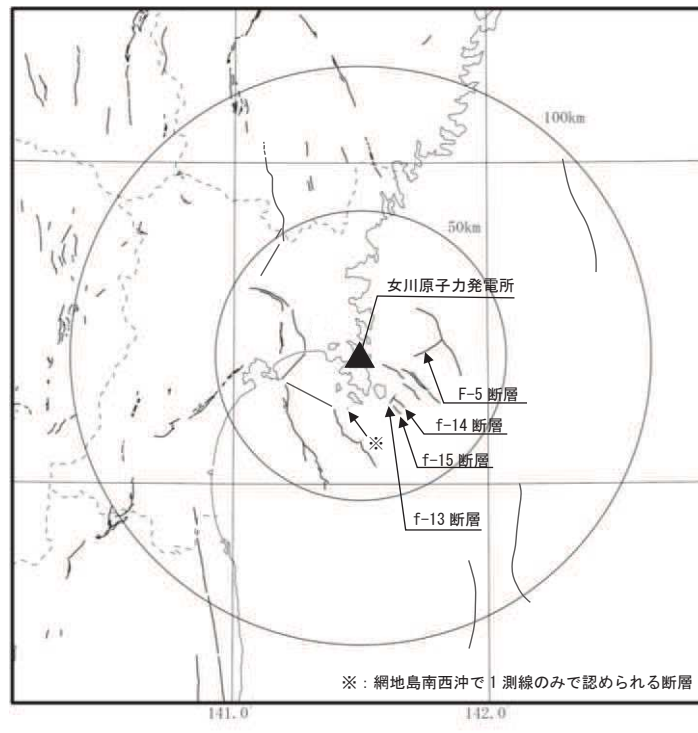 100km
50km
女川原子力発電所
F-5 断層
f-14 断層
f-15 断層
※
f-13 断層
※：網地島南西沖で 1 測線のみで認められる断層
141.0
142.0